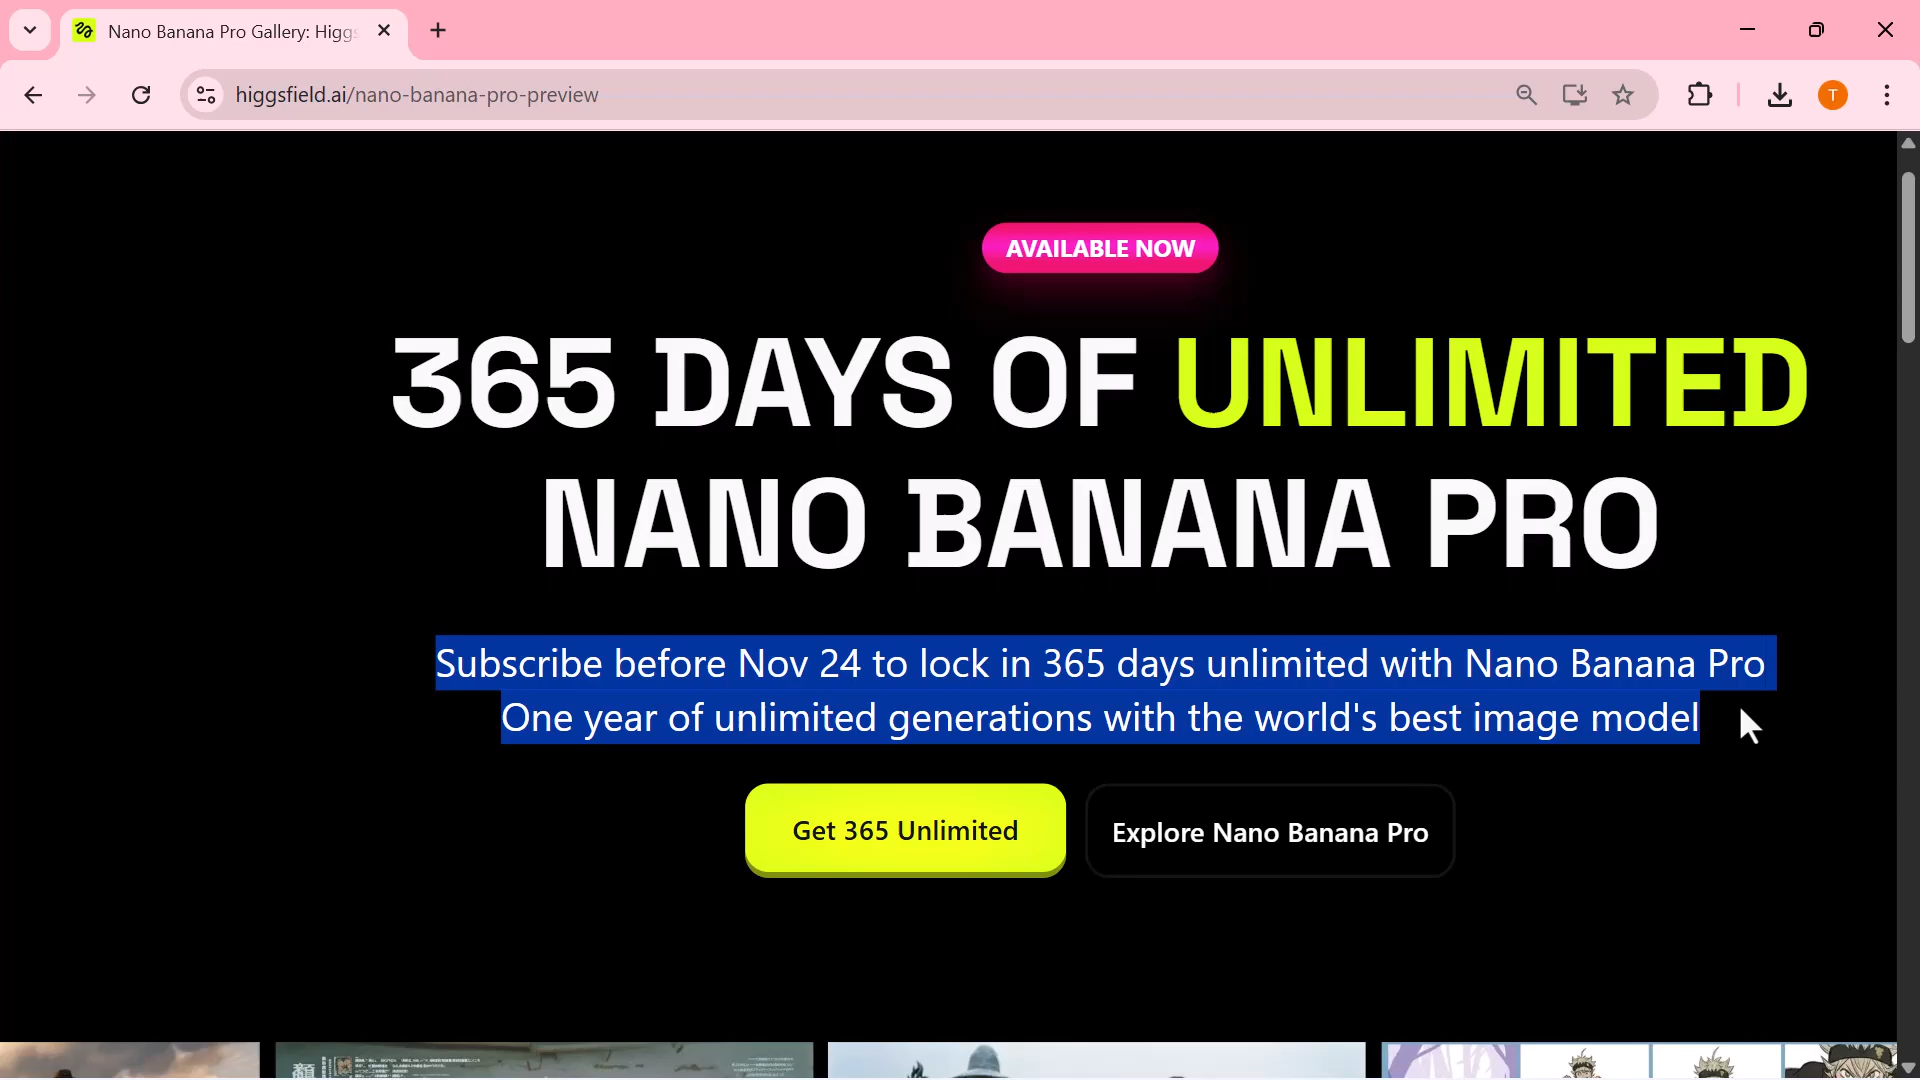 Nano Banana Pro Gallery: Higgs
higgsfield.ai/nano-banana-pro-preview
T
AVAILABLE NOW
365 DAYS OF UNLIMITED
NANO BANANA PRO
Subscribe before Nov 24 to lock in 365 days unlimited with Nano Banana Pro
One year of unlimited generations with the world's best image model
Get 365 Unlimited
Explore Nano Banana Pro